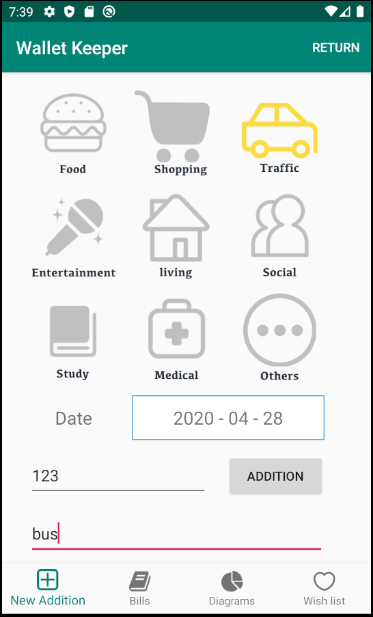 7:39
Wallet Keeper RETURN
Food Shopping Traffic
Entertainment living Social
Study Medical Others
Date 2020 - 04 - 28
123 ADDITION
bus
New Addition Bills Diagrams Wish list